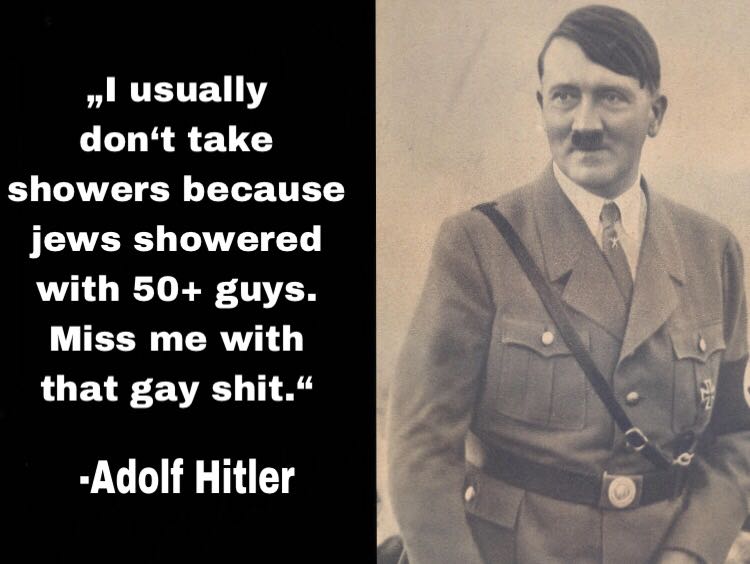 „I usually
don‘t take
showers because
jews showered
with 50+ guys.
Miss me with
that gay shit.“
-Adolf Hitler